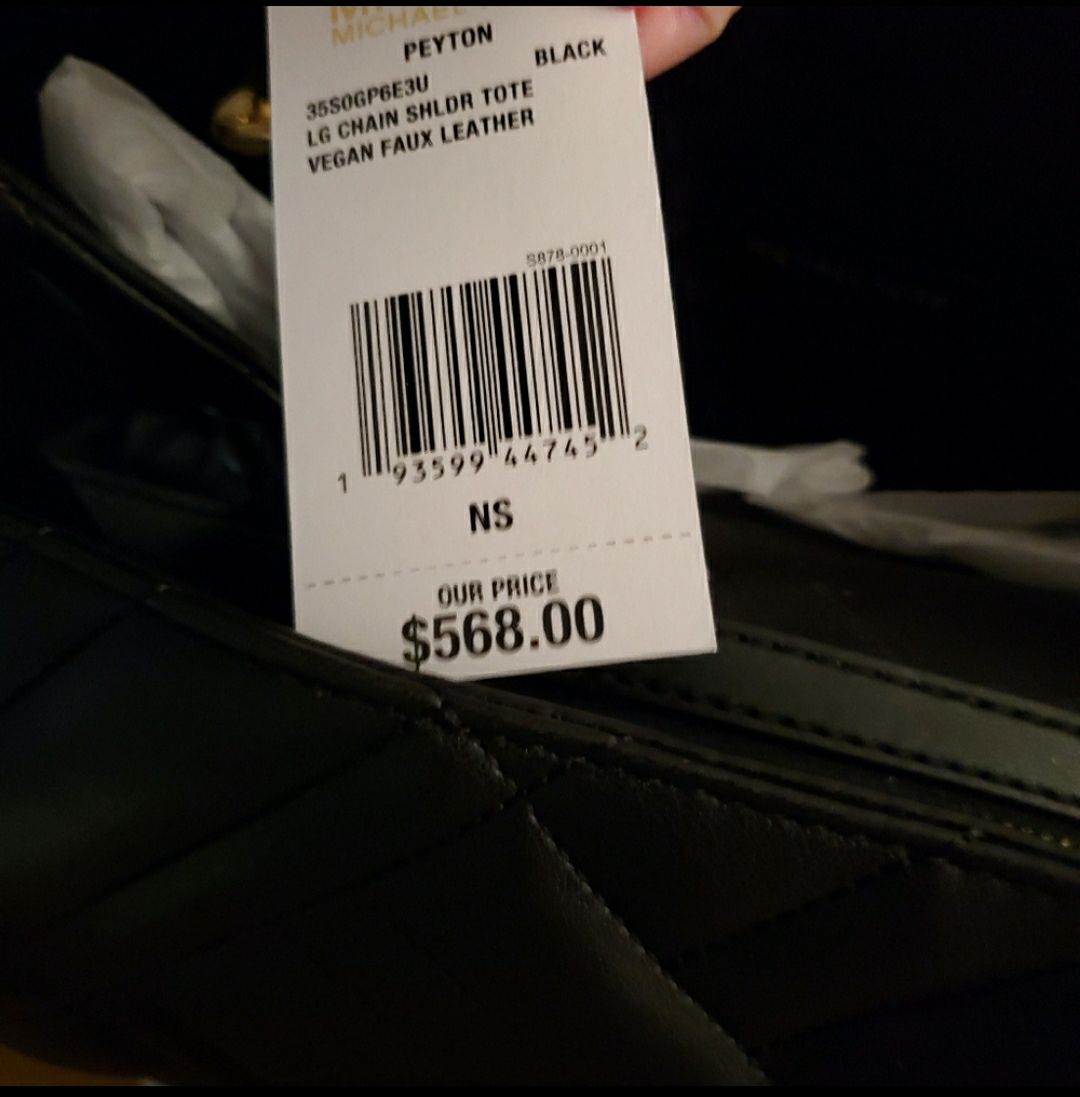 MICHAEL
PEYTON
BLACK
35S0GP6E3U
LG CHAIN SHLDR TOTE
VEGAN FAUX LEATHER
S878-0001
1 93599 44745 2
NS
OUR PRICE
$568.00